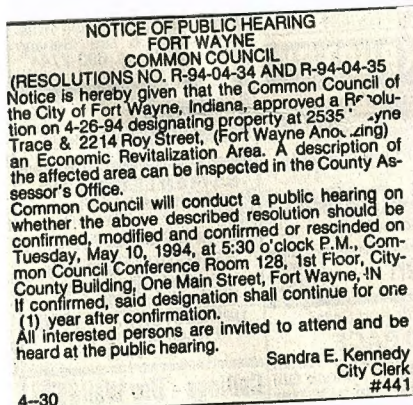 NOTICE OF PUBLIC HEARING
FORT WAYNE
COMMON COUNCIL
(RESOLUTIONS NO. R-94-04-34 AND R-94-04-35
Notice is hereby given that the Common Council of
the City of Fort Wayne, Indiana, approved a
tion on 4-26-94 designating property at 2535
Trace & 2214 Roy Street, (Fort Wayne
an Economic Revitalization Area. A description of
the affected area can be inspected in the County As-
sessor's Office.
Common Council will conduct a public hearing on
whether the above described resolution should be
confirmed, modified and confirmed or rescinded on
Tuesday, May 10, 1994, at 5:30 o'clock P.M., Com-
mon Council Conference Room 128, 1st Floor, City-
County Building, One Main Street, Fort Wayne, IN
If confirmed, said designation shall continue for one
(1) year after confirmation.
All interested persons are invited to attend and be
heard at the public hearing.
Sandra E. Kennedy
City Clerk
4--30 #441